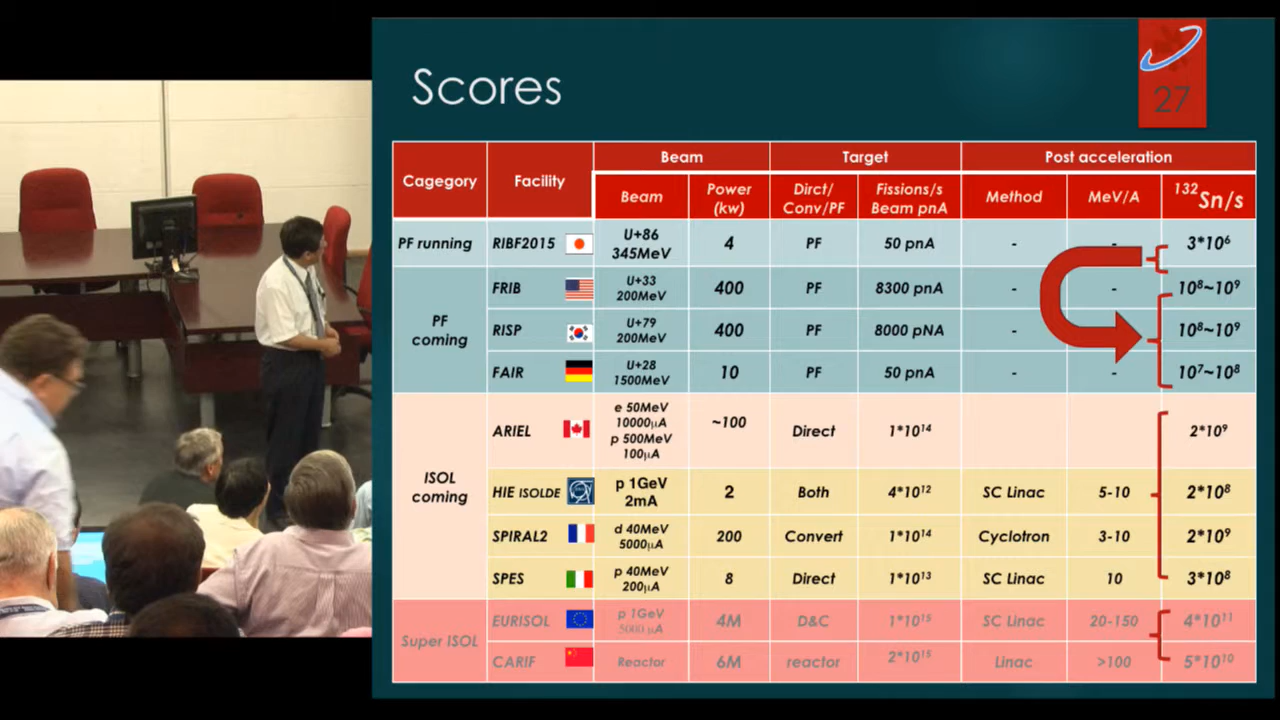 Scores
27
Cagegory Facility Beam Target Post acceleration
Beam Power (kw) Dirct/ Conv/PF Fissions/s Beam pnA Method MeV/A ¹³²Sn/s
PF running RIBF2015 U+86 345MeV 4 PF 50 pnA - - 3*10⁶
PF coming FRIB U+33 200MeV 400 PF 8300 pnA - - 10⁸~10⁹
RISP U+79 200MeV 400 PF 8000 pNA - - 10⁸~10⁹
FAIR U+28 1500MeV 10 PF 50 pnA - - 10⁷~10⁸
ISOL coming ARIEL e 50MeV 10000µA p 500MeV 100µA ~100 Direct 1*10¹⁴ 2*10⁹
HIE ISOLDE p 1GeV 2mA 2 Both 4*10¹² SC Linac 5-10 2*10⁸
SPIRAL2 d 40MeV 5000µA 200 Convert 1*10¹⁴ Cyclotron 3-10 2*10⁹
SPES p 40MeV 200µA 8 Direct 1*10¹³ SC Linac 10 3*10⁸
Super ISOL EURISOL p 1GeV 5000 µA 4M D&C 1*10¹⁵ SC Linac 20-150 4*10¹¹
CARIF Reactor 6M reactor 2*10¹⁵ Linac >100 5*10¹⁰